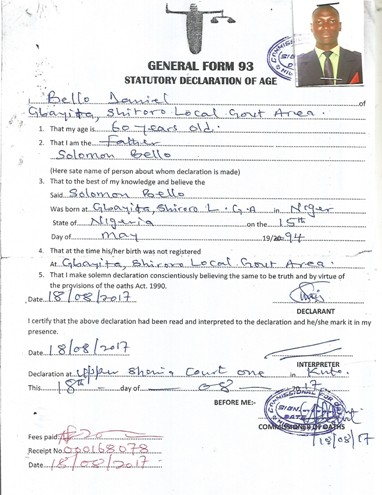 GENERAL FORM 93
STATUTORY DECLARATION OF AGE
I Bello Daniel of
Gbayita, Shiroro Local Govt Area.
1. That my age is 60 years old.
2. That I am the Father
Solomon Bello
(Here sate name of person about whom declaration is made)
3. That to the best of my knowledge and believe the
Said Solomon Bello
Was born at Gbayita, Shiroro L.G.A in Niger
State of Nigeria on the 15th
Day of May 19/20 94
4. That at the time his/her birth was not registered
At Gbayita, Shiroro Local Govt Area.
5. That I make solemn declaration conscientiously believing the same to be truth and by virtue of
the provisions of the oaths Act. 1990.
Date 18/08/2017
DECLARANT
I certify that the above declaration had been read and interpreted to the declaration and he/she mark it in my
presence.
Date 18/08/2017
INTERPRETER
Declaration at upper Sharia Court one in Kuta
This 18th day of 08 2017
BEFORE ME:-
COMMISSIONER OF OATHS
18/08/17
Fees paid
Receipt No. 000168078
Date 18/08/2017